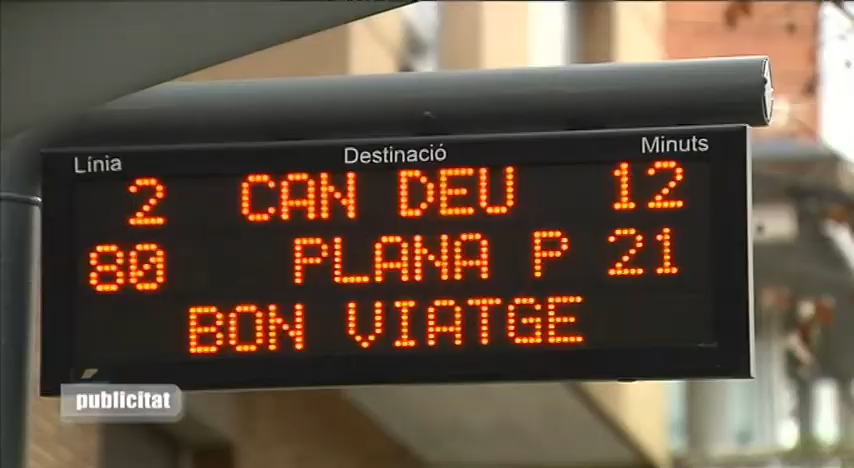 Línia Destinació Minuts
2 CAN DEU 12
80 PLANA P 21
BON VIATGE
publicitat